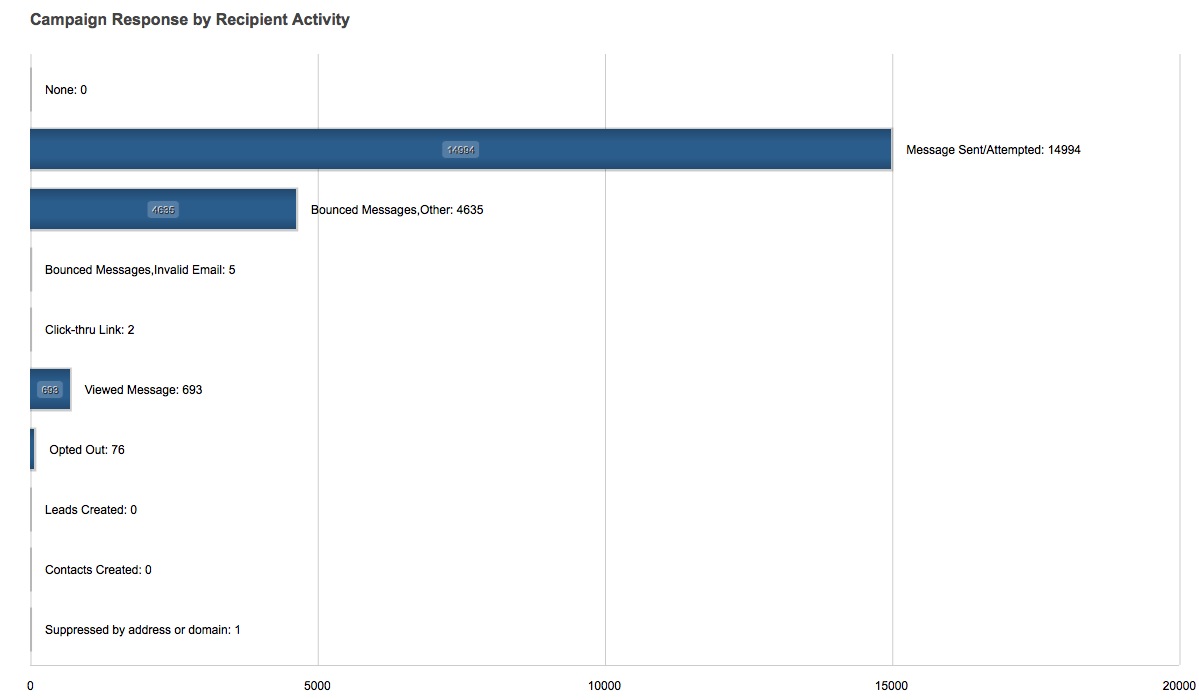 Campaign Response by Recipient Activity
None: 0
14994
Message Sent/Attempted: 14994
4635
Bounced Messages,Other: 4635
Bounced Messages,Invalid Email: 5
Click-thru Link: 2
693
Viewed Message: 693
Opted Out: 76
Leads Created: 0
Contacts Created: 0
Suppressed by address or domain: 1
0 5000 10000 15000 20000